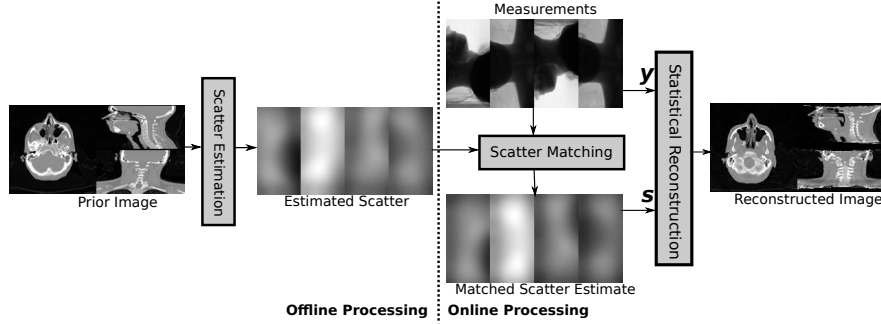 Measurements
Scatter Estimation
y
Statistical Reconstruction
Scatter Matching
Prior Image
Estimated Scatter
s
Reconstructed Image
Matched Scatter Estimate
Offline Processing
Online Processing